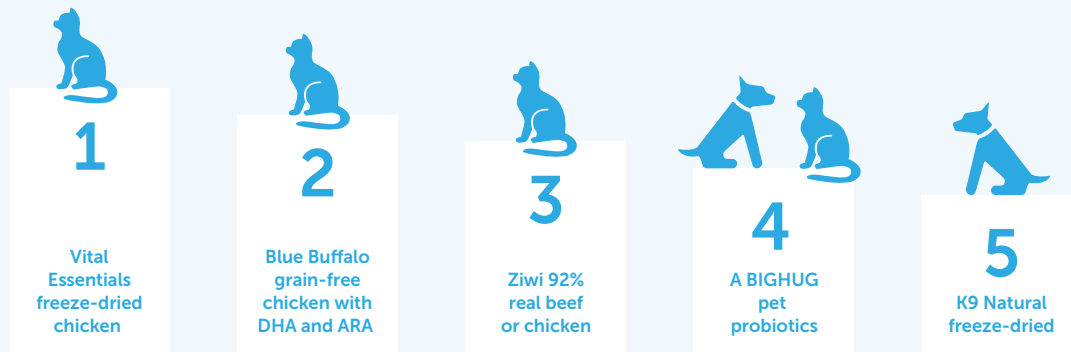 1
Vital
Essentials
freeze-dried
chicken
2
Blue Buffalo
grain-free
chicken with
DHA and ARA
3
Ziwi 92%
real beef
or chicken
4
A BIGHUG
pet
probiotics
5
K9 Natural
freeze-dried